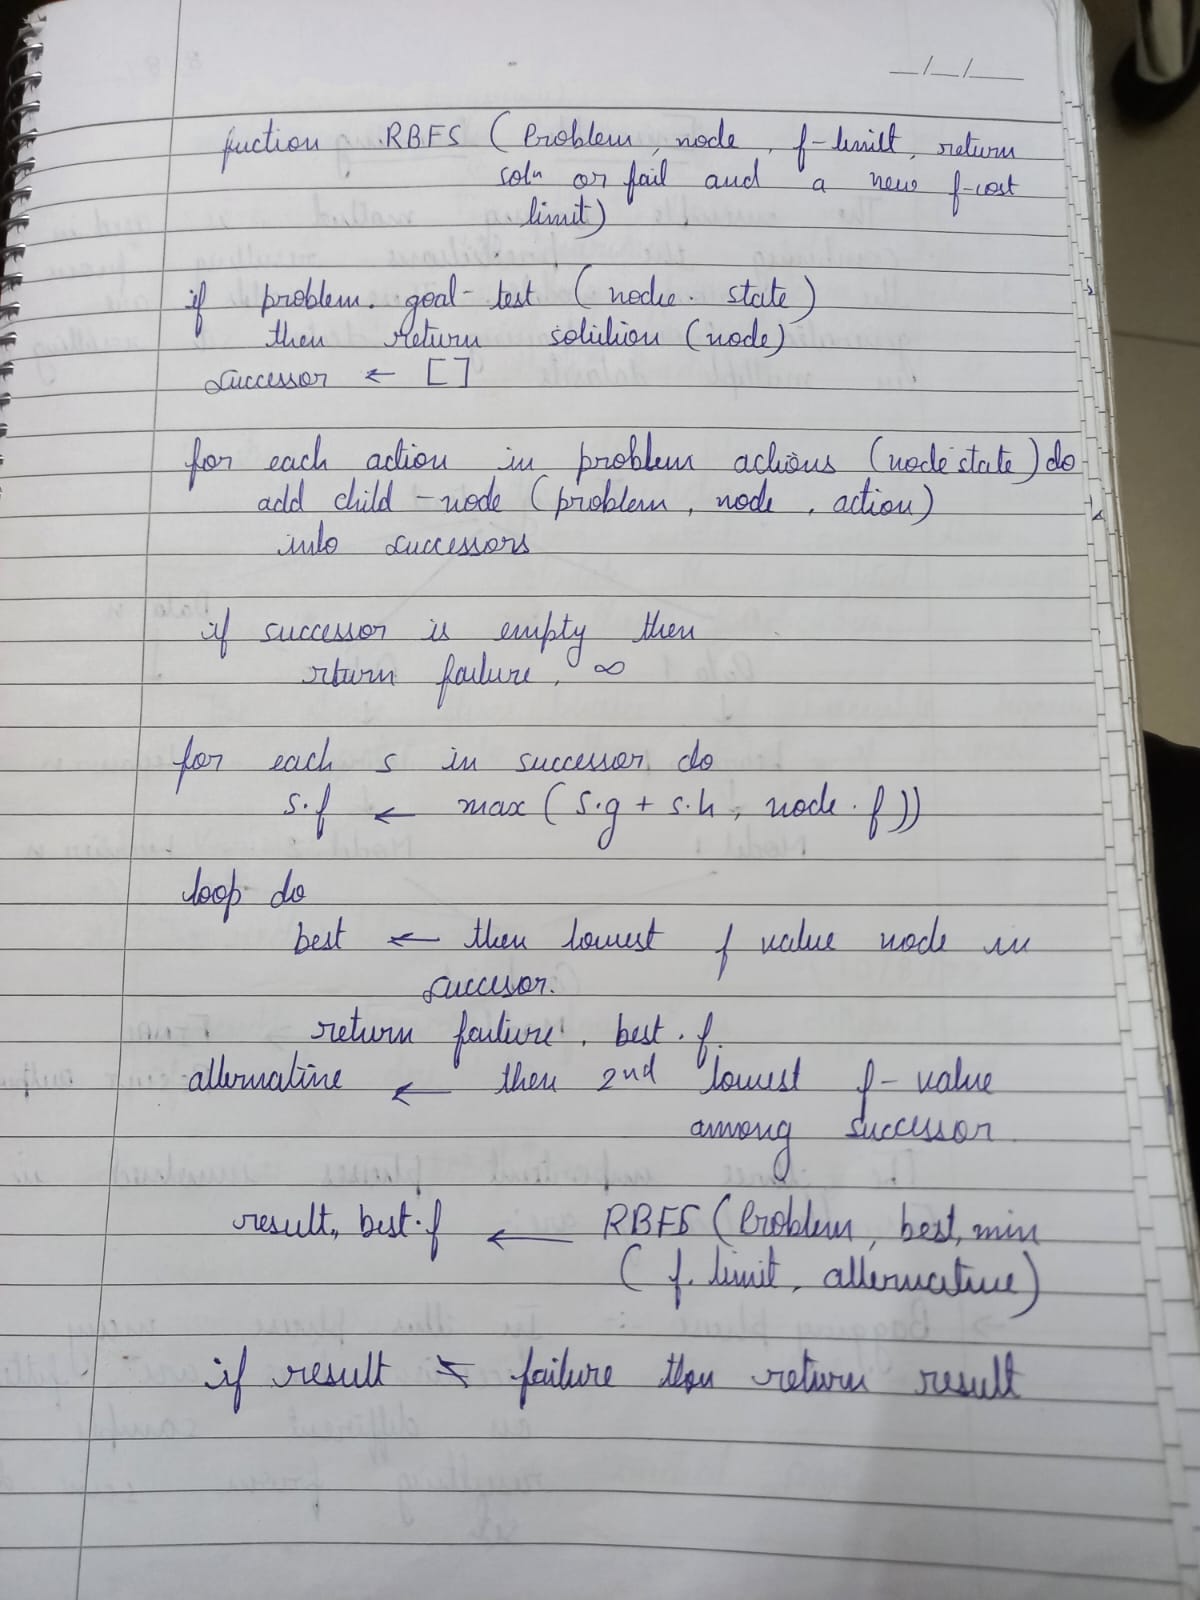 __/__/____
fuction RBFS (Problem, node, f-limit, return
soln or fail and a new f-cost
limit)
if problem. goal-test (node. state)
then return solution (node)
successor ← []
for each action in problem actions (node state) do
add child-node (problem, node, action)
into successors
if successor is empty then
rturn failure, ∞
for each s in successor do
s.f ← max (s.g + s.h, node.f))
loop do
best ← then lowest f value node in
succesor.
return failure, best.f.
alternative ← then 2nd lowest f-value
among successor
result, best.f ← RBFS (Problem, best, min
(f.limit, alternative)
if result ≠ failure then return result